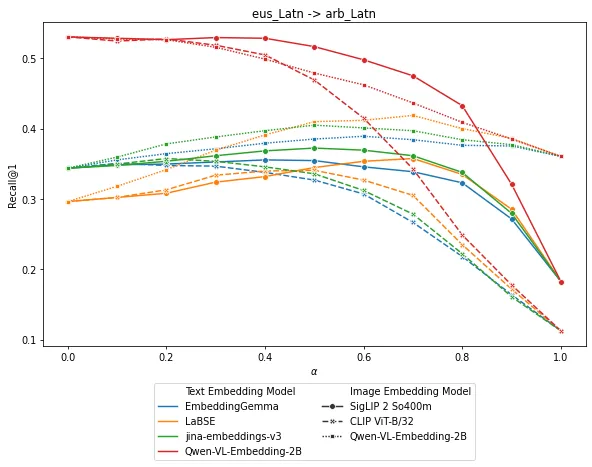 eus_Latn -> arb_Latn
0.5
0.4
0.3
0.2
0.1
Recall@1
0.0 0.2 0.4 0.6 0.8 1.0
α
Text Embedding Model Image Embedding Model
EmbeddingGemma SigLIP 2 So400m
LaBSE CLIP ViT-B/32
jina-embeddings-v3 Qwen-VL-Embedding-2B
Qwen-VL-Embedding-2B